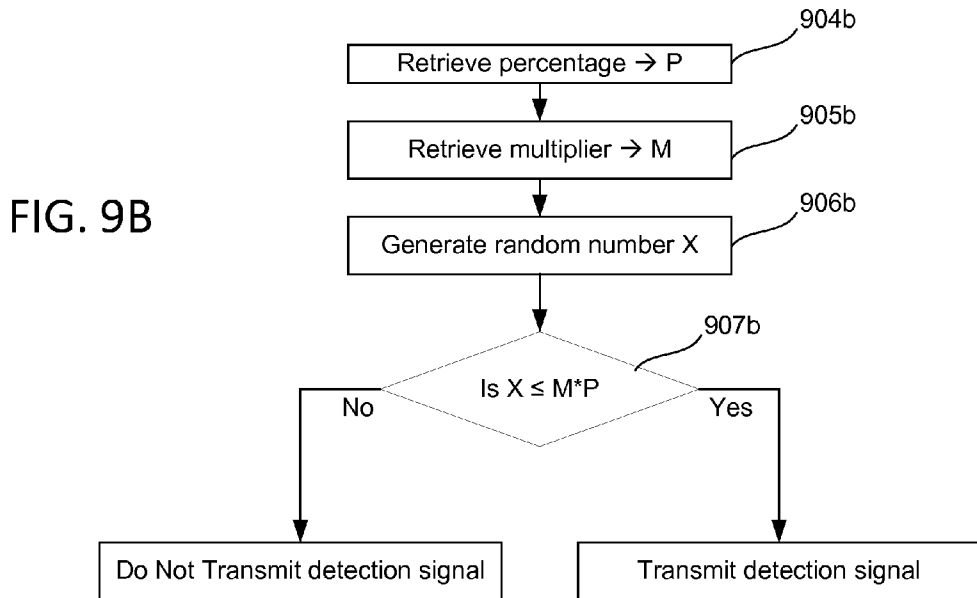 904b
Retrieve percentage → P
905b
Retrieve multiplier → M
906b
FIG. 9B
Generate random number X
907b
Is X ≤ M*P
No
Yes
Do Not Transmit detection signal
Transmit detection signal